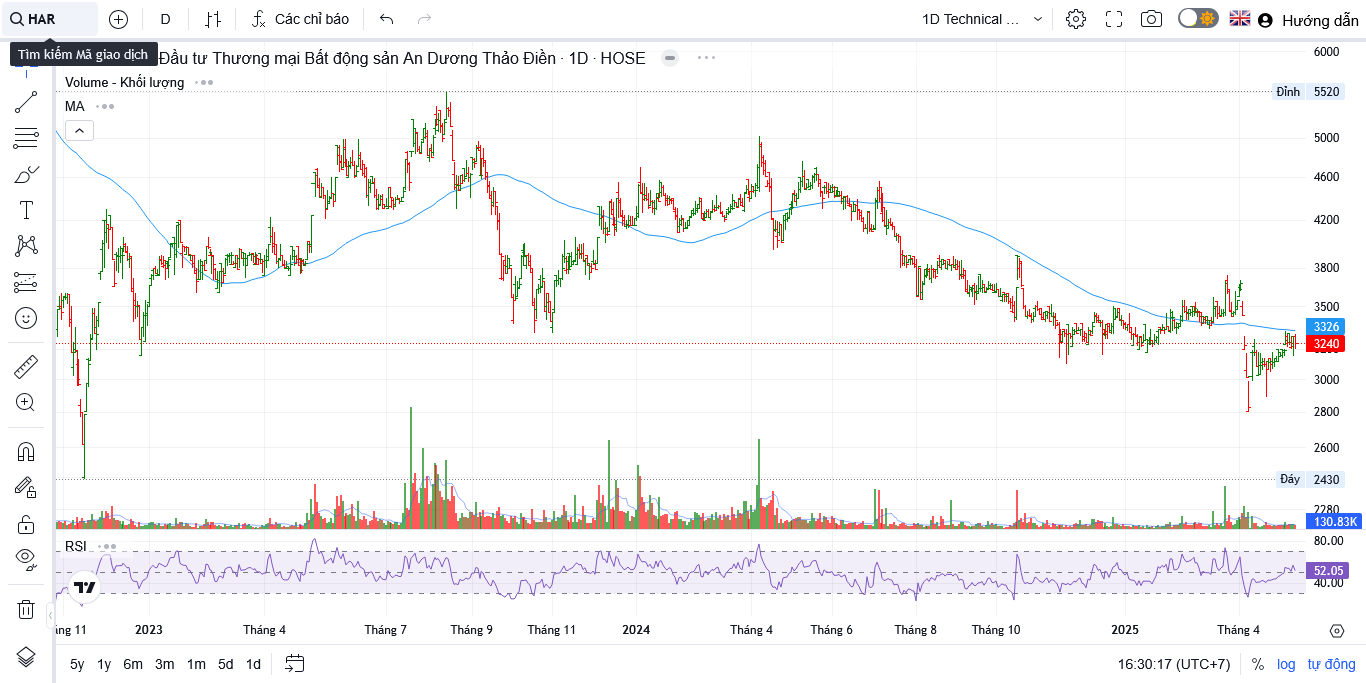 HAR
D
Các chỉ báo
1D Technical ...
Hướng dẫn
Tìm kiếm Mã giao dịch
Đầu tư Thương mại Bất động sản An Dương Thảo Điền · 1D · HOSE
Volume - Khối lượng
MA
6000
Đỉnh 5520
5000
4600
4200
3800
3500
3326
3240
3200
3000
2800
2600
Đáy 2430
2280
130.83K
RSI
80.00
52.05
40.00
ng 11
2023
Tháng 4
Tháng 7
Tháng 9
Tháng 11
2024
Tháng 4
Tháng 6
Tháng 8
Tháng 10
2025
Tháng 4
5y 1y 6m 3m 1m 5d 1d
16:30:17 (UTC+7)
%
log
tự động